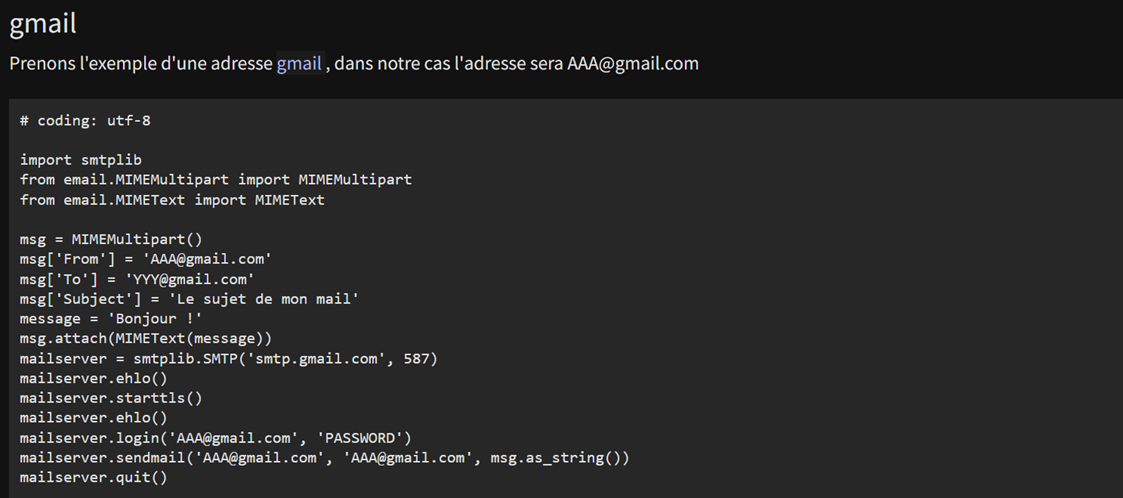 gmail
Prenons l'exemple d'une adresse gmail , dans notre cas l'adresse sera AAA@gmail.com
# coding: utf-8
import smtplib
from email.MIMEMultipart import MIMEMultipart
from email.MIMEText import MIMEText
msg = MIMEMultipart()
msg['From'] = 'AAA@gmail.com'
msg['To'] = 'YYY@gmail.com'
msg['Subject'] = 'Le sujet de mon mail'
message = 'Bonjour !'
msg.attach(MIMEText(message))
mailserver = smtplib.SMTP('smtp.gmail.com', 587)
mailserver.ehlo()
mailserver.starttls()
mailserver.ehlo()
mailserver.login('AAA@gmail.com', 'PASSWORD')
mailserver.sendmail('AAA@gmail.com', 'AAA@gmail.com', msg.as_string())
mailserver.quit()